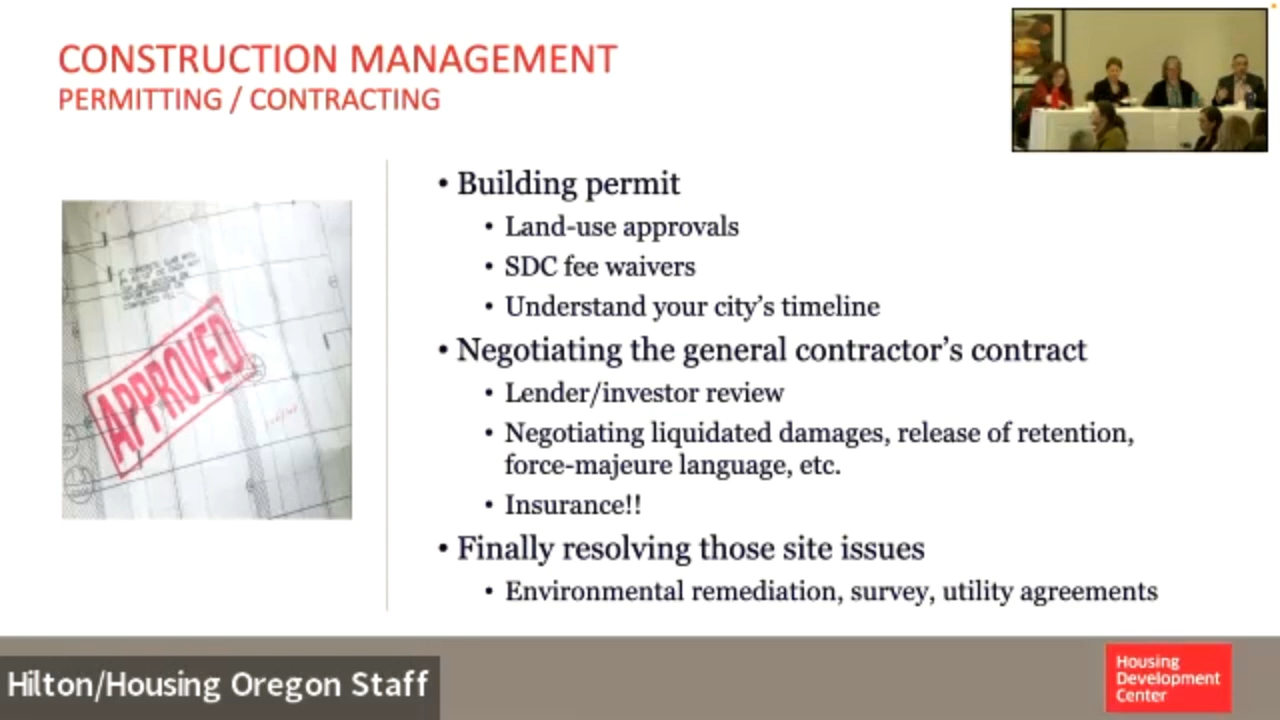 CONSTRUCTION MANAGEMENT
PERMITTING / CONTRACTING
• Building permit
• Land-use approvals
• SDC fee waivers
• Understand your city’s timeline
• Negotiating the general contractor’s contract
• Lender/investor review
• Negotiating liquidated damages, release of retention,
force-majeure language, etc.
• Insurance!!
• Finally resolving those site issues
• Environmental remediation, survey, utility agreements
APPROVED
Hilton/Housing Oregon Staff
Housing
Development
Center